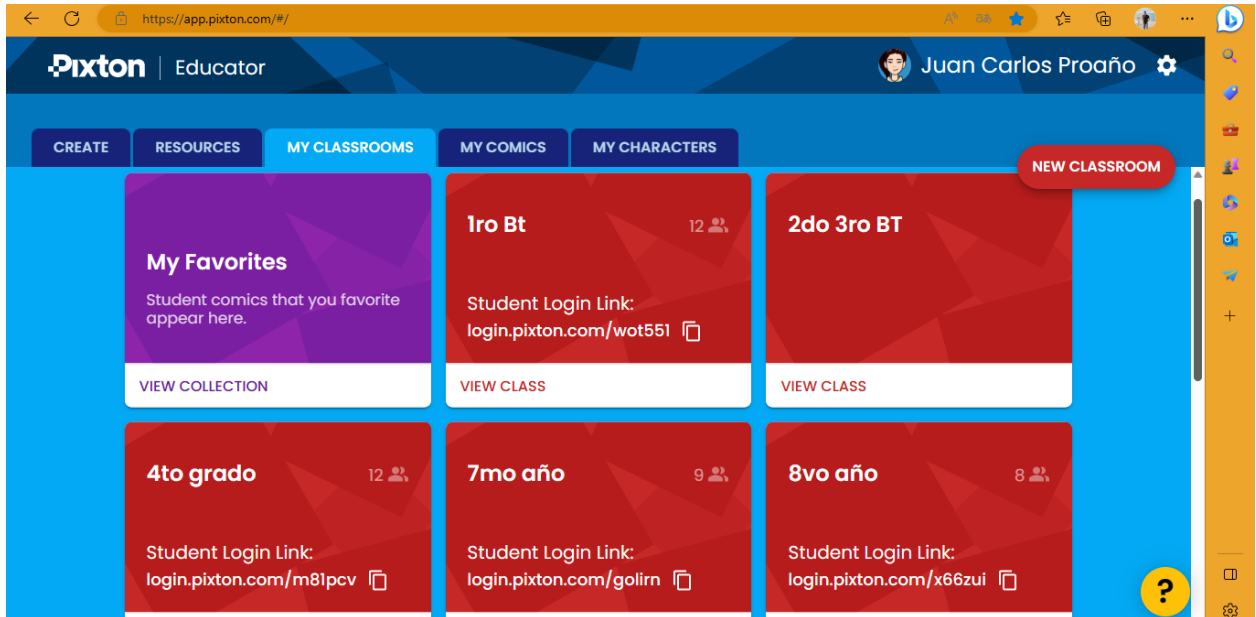 https://app.pixton.com/#/
Pixton | Educator
Juan Carlos Proaño
CREATE
RESOURCES
MY CLASSROOMS
MY COMICS
MY CHARACTERS
NEW CLASSROOM
My Favorites
Student comics that you favorite
appear here.
VIEW COLLECTION
1ro Bt
12
Student Login Link:
login.pixton.com/wot551
VIEW CLASS
2do 3ro BT
VIEW CLASS
4to grado
12
Student Login Link:
login.pixton.com/m81pcv
7mo año
9
Student Login Link:
login.pixton.com/golirn
8vo año
8
Student Login Link:
login.pixton.com/x66zui
?